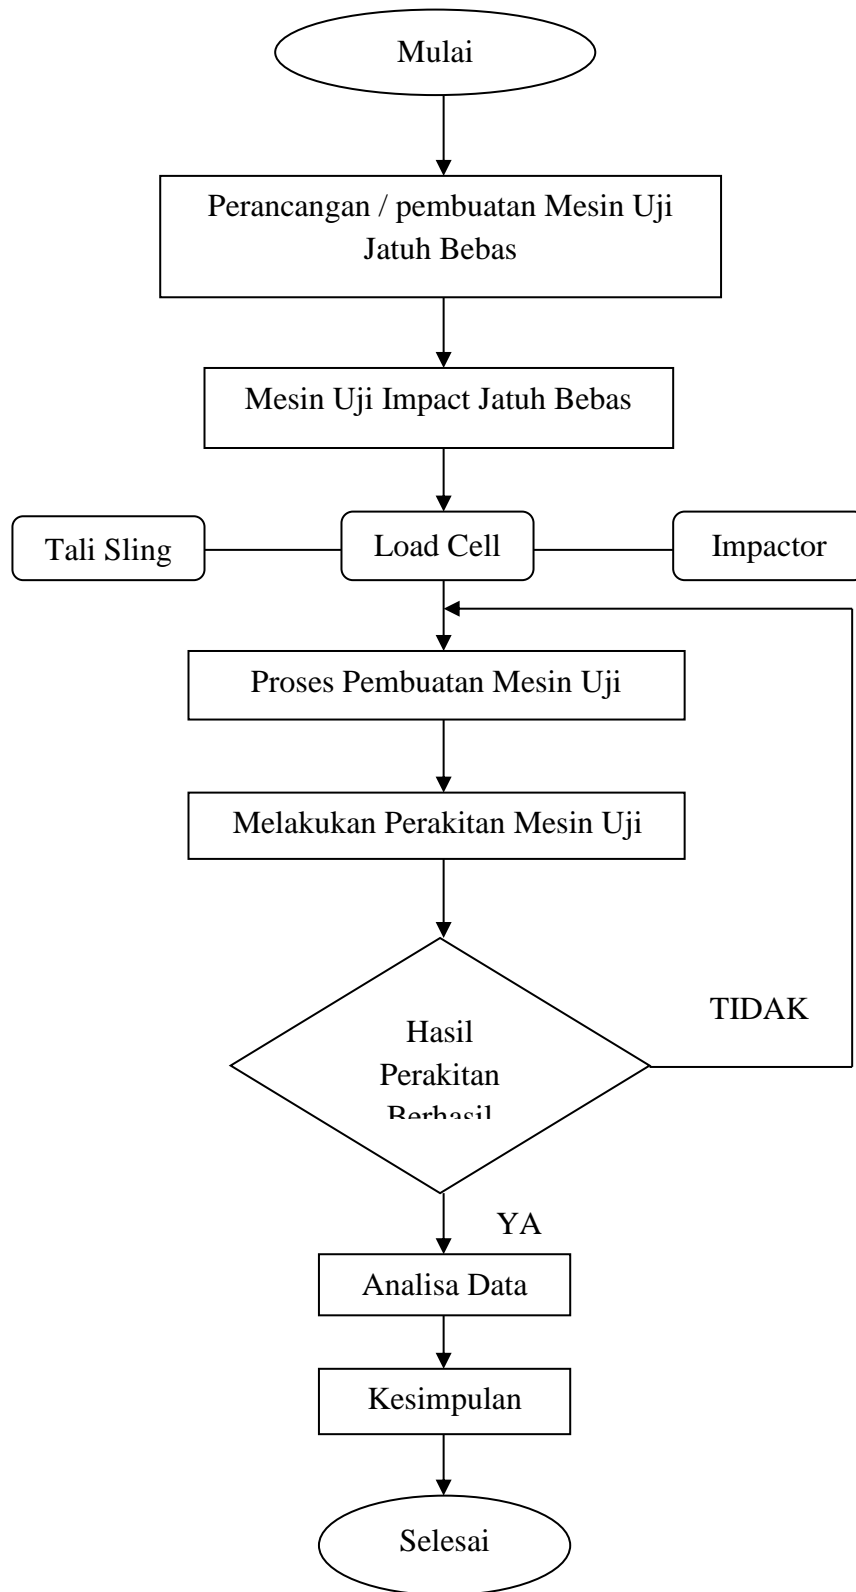 Mulai
Perancangan / pembuatan Mesin Uji
Jatuh Bebas
Mesin Uji Impact Jatuh Bebas
Tali Sling
Load Cell
Impactor
Proses Pembuatan Mesin Uji
Melakukan Perakitan Mesin Uji
Hasil
Perakitan
Berhasil
TIDAK
YA
Analisa Data
Kesimpulan
Selesai